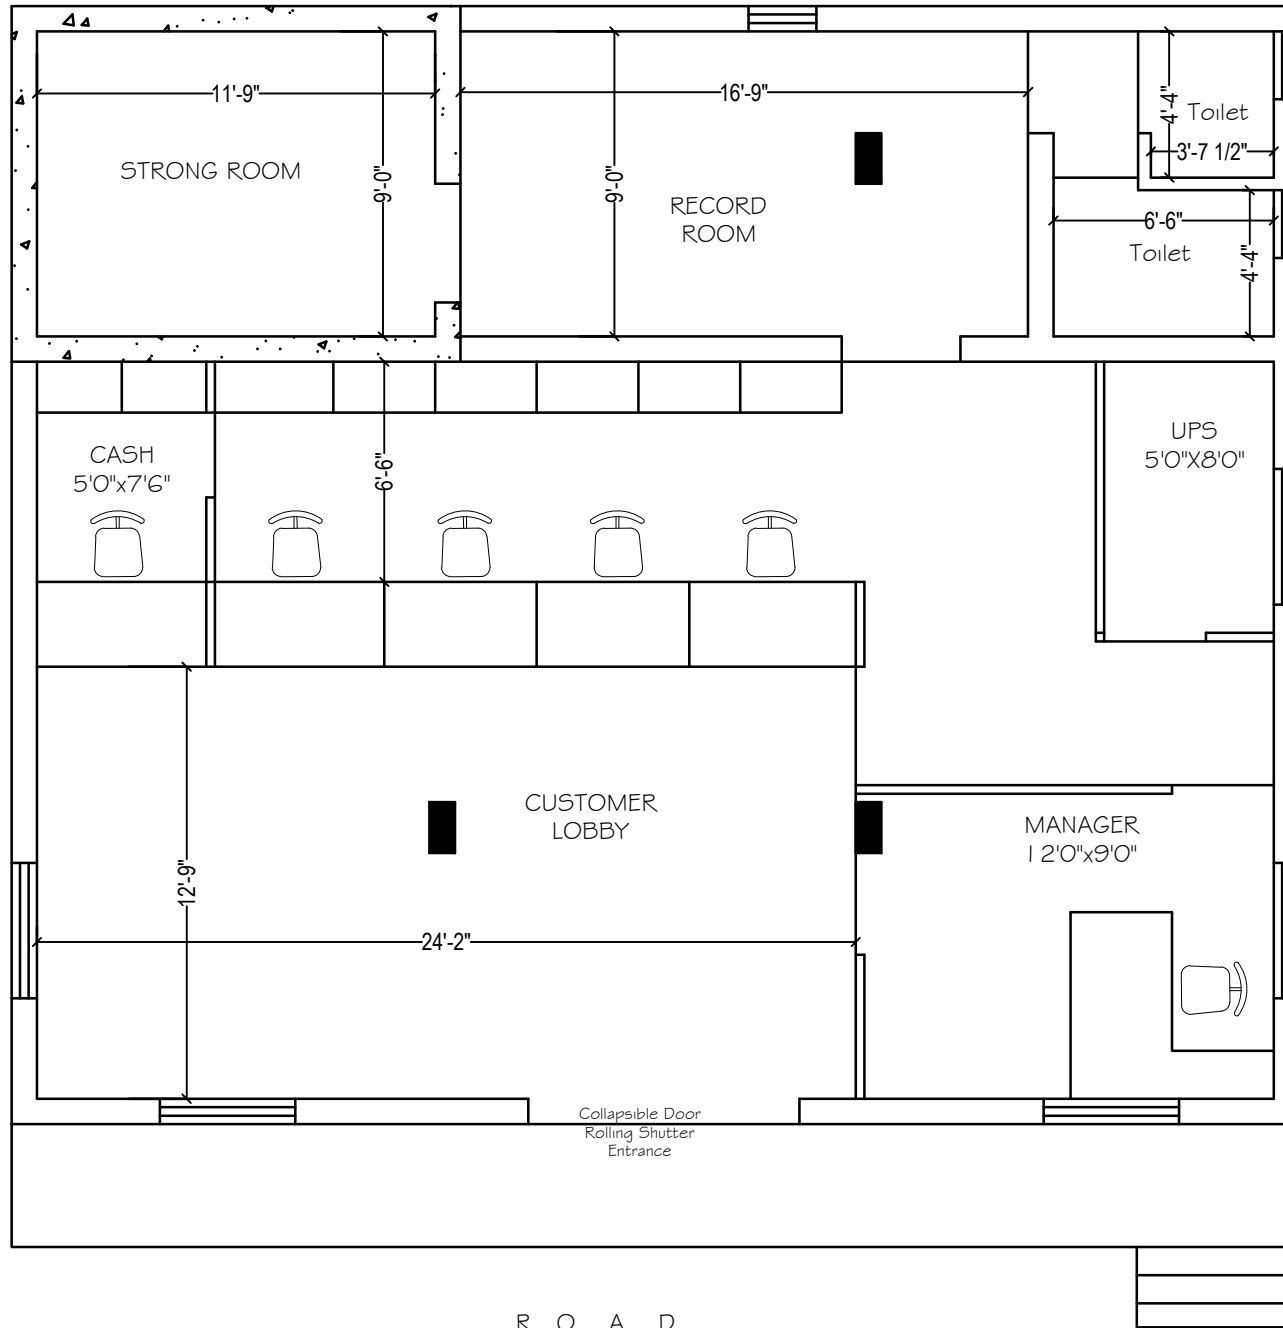 11'-9"
16'-9"
4'-4"
Toilet
3'-7 1/2"
STRONG ROOM
9'-0"
9'-0"
RECORD
ROOM
6'-6"
Toilet
4'-4"
CASH
5'0"x7'6"
6'-6"
UPS
5'0"X8'0"
CUSTOMER
LOBBY
MANAGER
12'0"x9'0"
12'-9"
24'-2"
Collapsible Door
Rolling Shutter
Entrance
R O A D